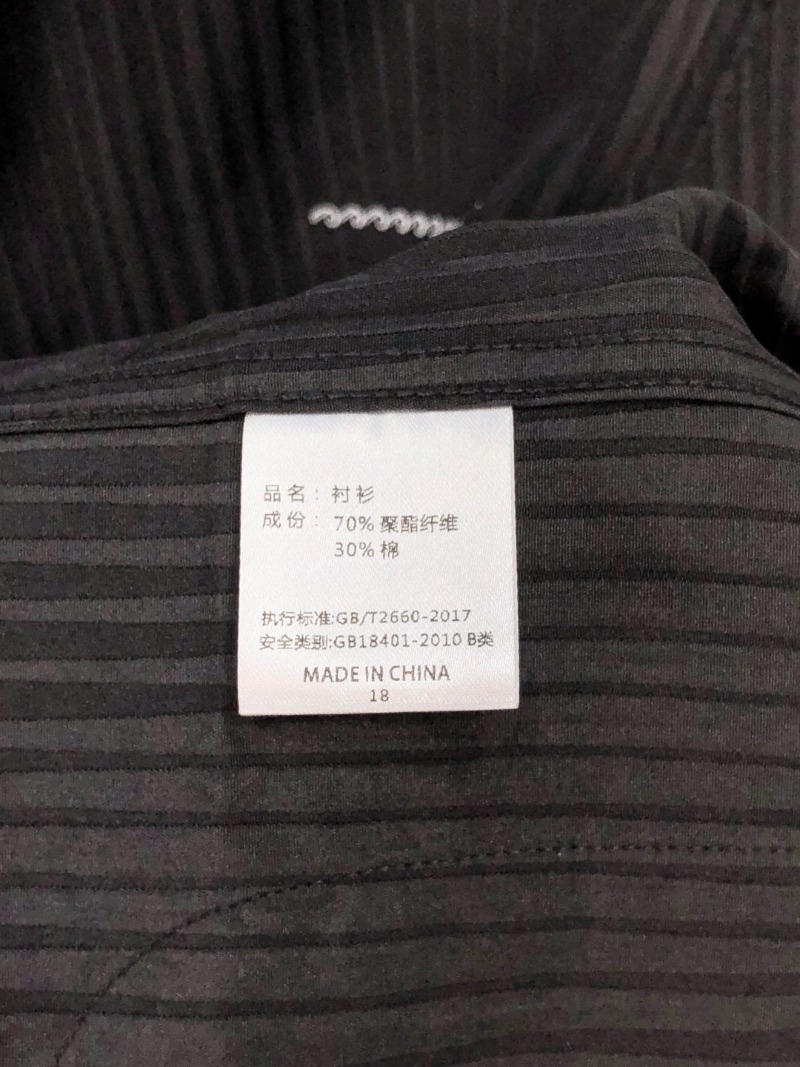 品名：衬衫
成份：70%聚酯纤维
30%棉
执行标准:GB/T2660-2017
安全类别:GB18401-2010 B类
MADE IN CHINA
18